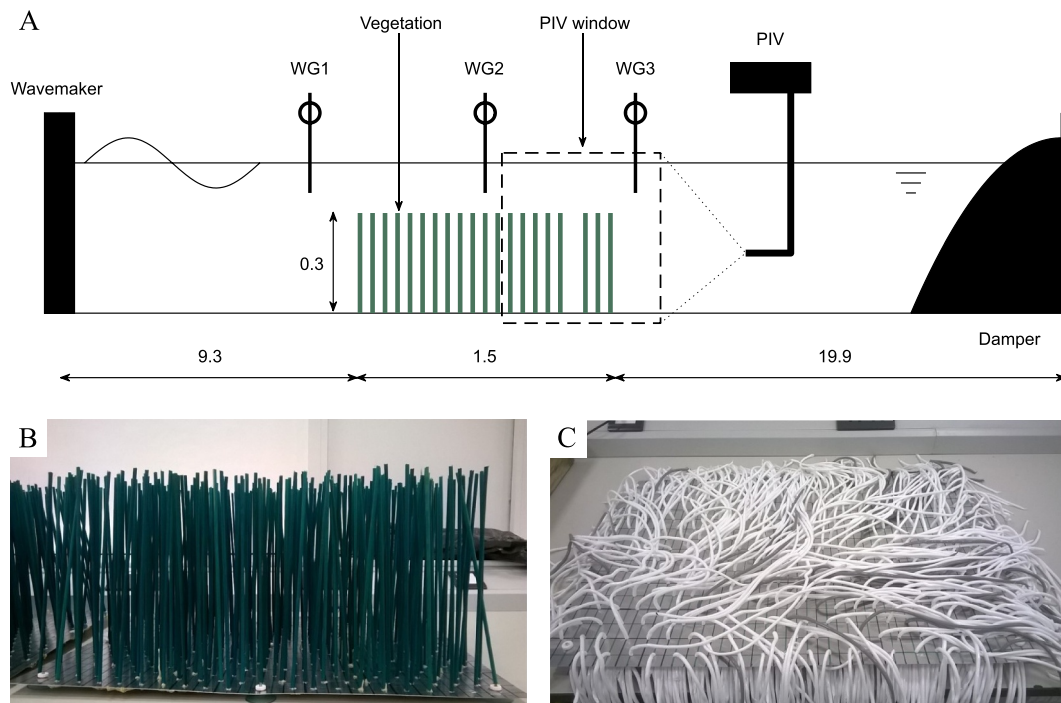 A
Vegetation
PIV window
PIV
WG1
WG2
WG3
Wavemaker
0.3
Damper
9.3
1.5
19.9
B
C